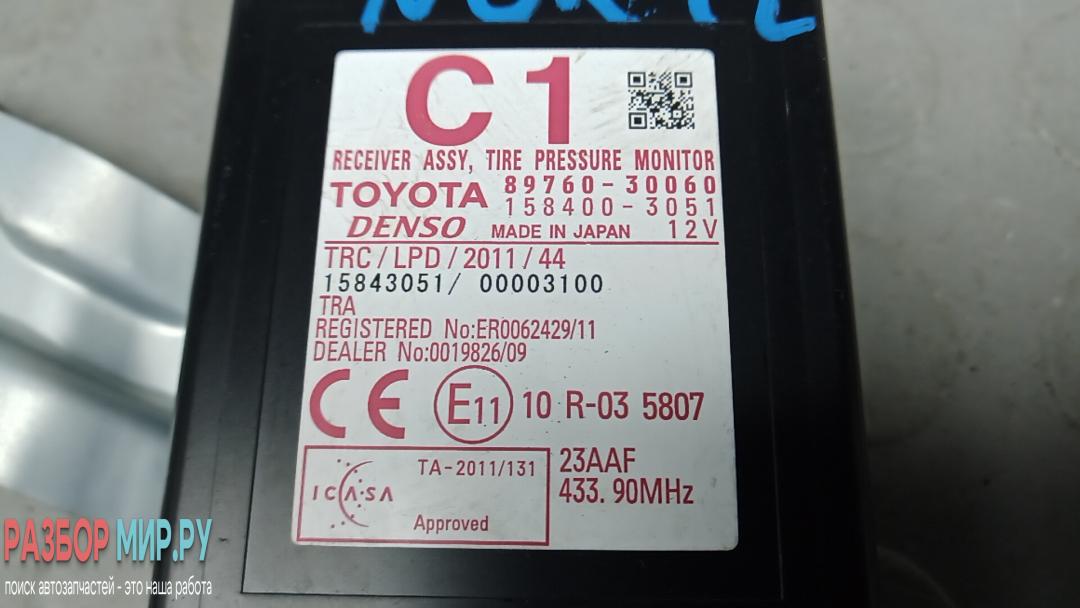 C1
RECEIVER ASSY, TIRE PRESSURE MONITOR
TOYOTA 89760-30060
158400-3051
DENSO MADE IN JAPAN 12V
TRC/LPD/2011/44
15843051/ 00003100
TRA
REGISTERED No:ER0062429/11
DEALER No:0019826/09
CE E11 10 R-03 5807
ICASA TA-2011/131
Approved
23AAF
433.90MHz
РАЗБОРМИР.РУ
поиск автозапчастей - это наша работа